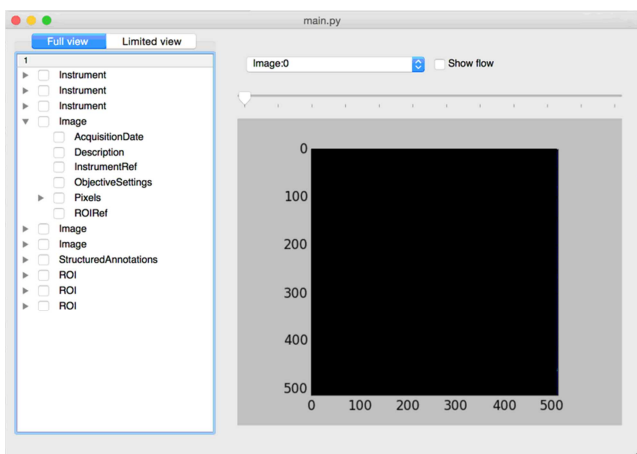 main.py
Full view Limited view
1
Instrument
Instrument
Instrument
Image
AcquisitionDate
Description
InstrumentRef
ObjectiveSettings
Pixels
ROIRef
Image
Image
StructuredAnnotations
ROI
ROI
ROI
Image:0 Show flow
0
100
200
300
400
500
0 100 200 300 400 500